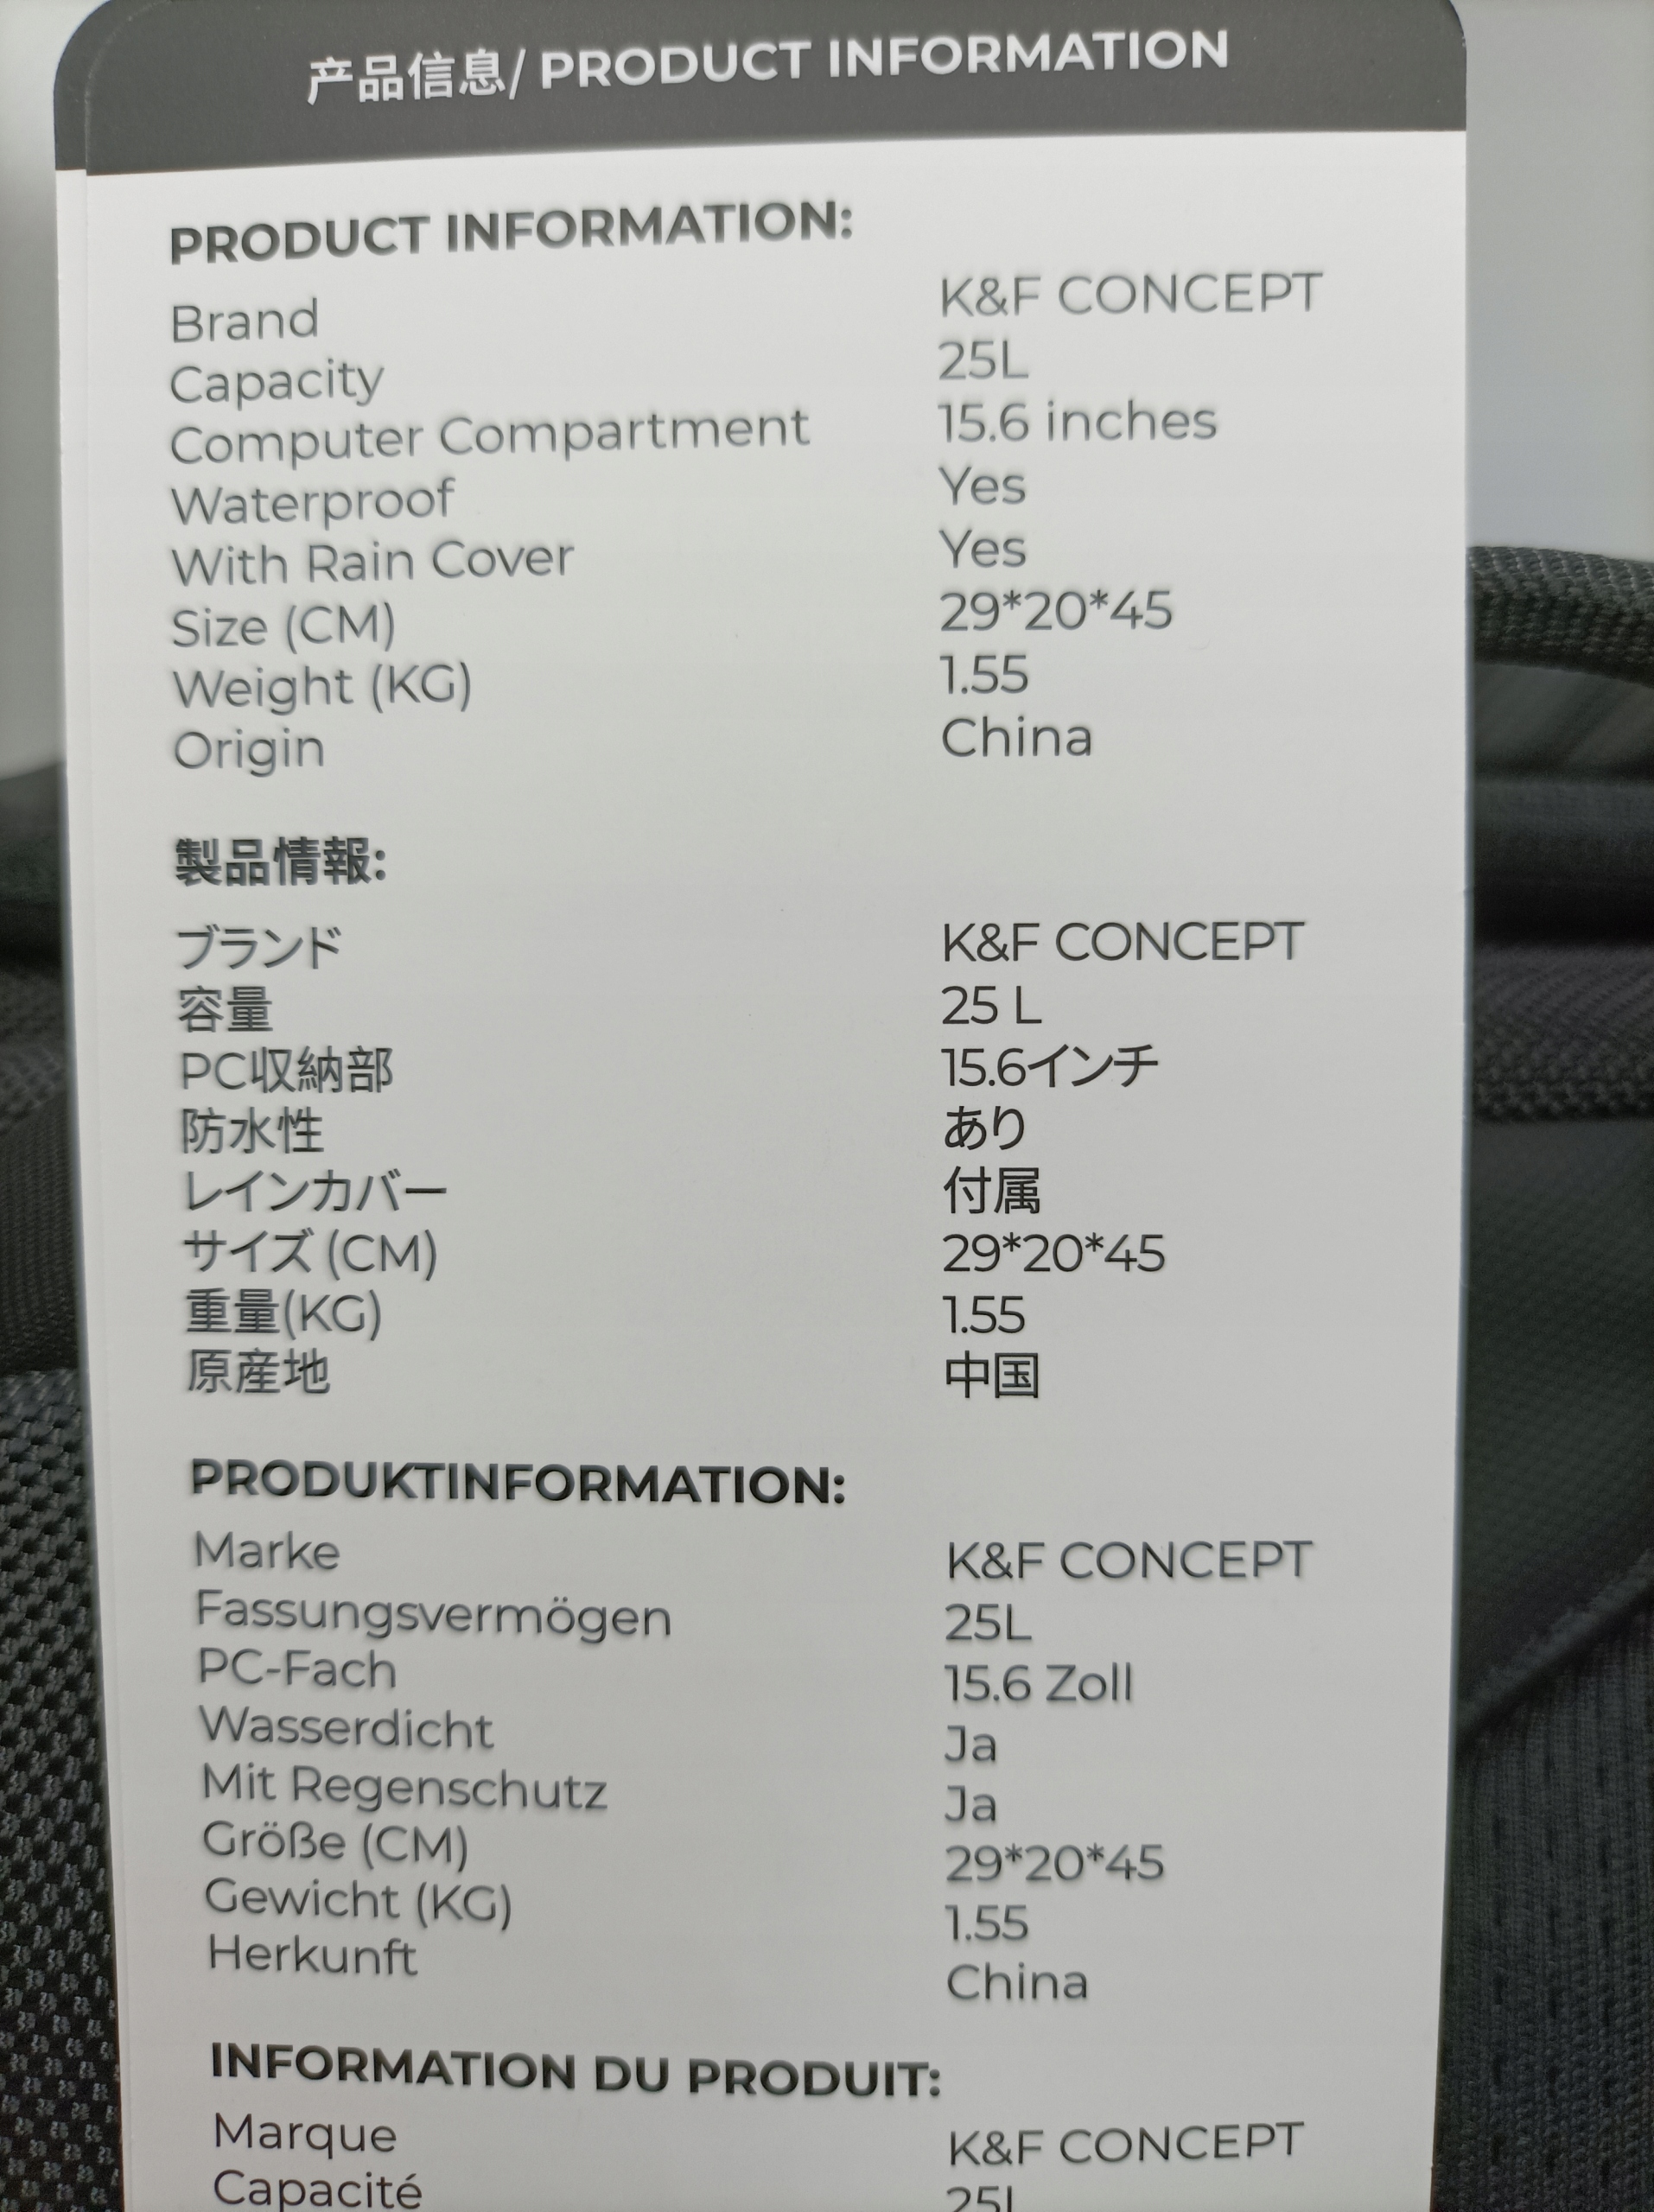 产品信息/ PRODUCT INFORMATION
PRODUCT INFORMATION:
Brand K&F CONCEPT
Capacity 25L
Computer Compartment 15.6 inches
Waterproof Yes
With Rain Cover Yes
Size (CM) 29*20*45
Weight (KG) 1.55
Origin China
製品情報:
ブランド K&F CONCEPT
容量 25 L
PC収納部 15.6インチ
防水性 あり
レインカバー 付属
サイズ (CM) 29*20*45
重量(KG) 1.55
原産地 中国
PRODUKTINFORMATION:
Marke K&F CONCEPT
Fassungsvermögen 25L
PC-Fach 15.6 Zoll
Wasserdicht Ja
Mit Regenschutz Ja
Größe (CM) 29*20*45
Gewicht (KG) 1.55
Herkunft China
INFORMATION DU PRODUIT:
Marque K&F CONCEPT
Capacité 25L